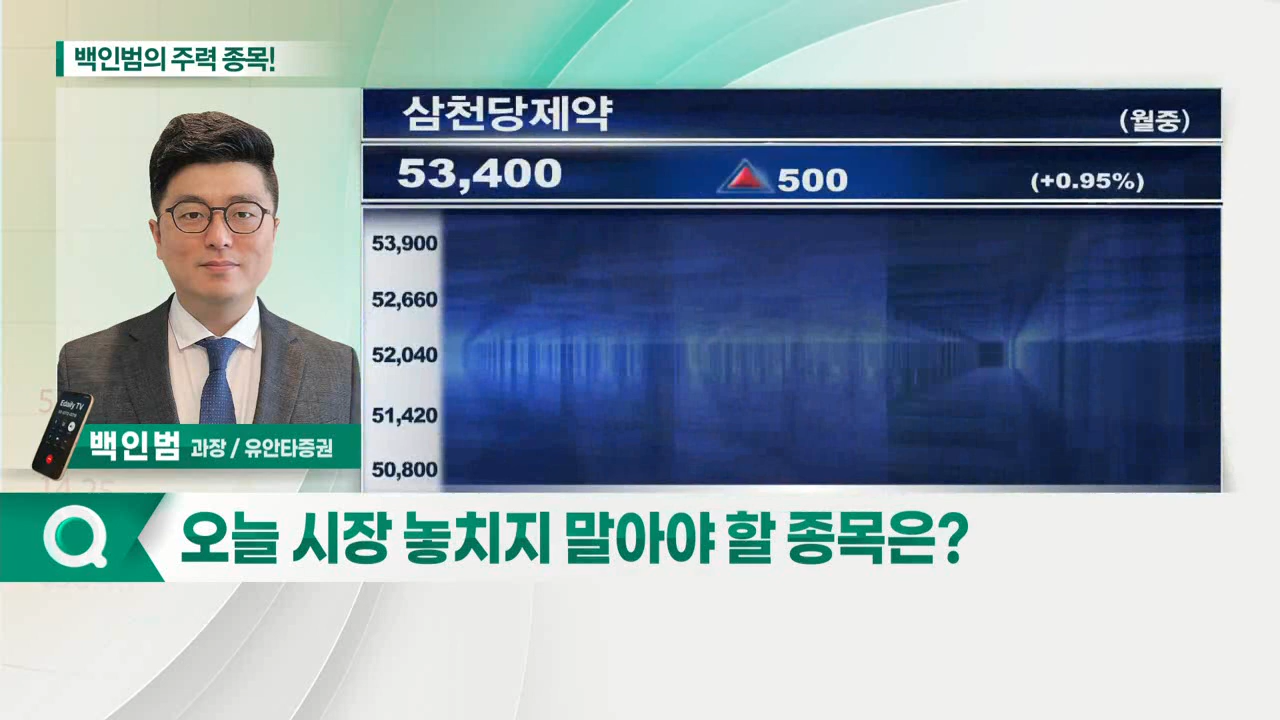 백인범의 주력 종목!
삼천당제약
(월중)
53,400
500
(+0.95%)
53,900
52,660
52,040
51,420
50,800
Edaily TV
백인범 과장 / 유안타증권
오늘 시장 놓치지 말아야 할 종목은?